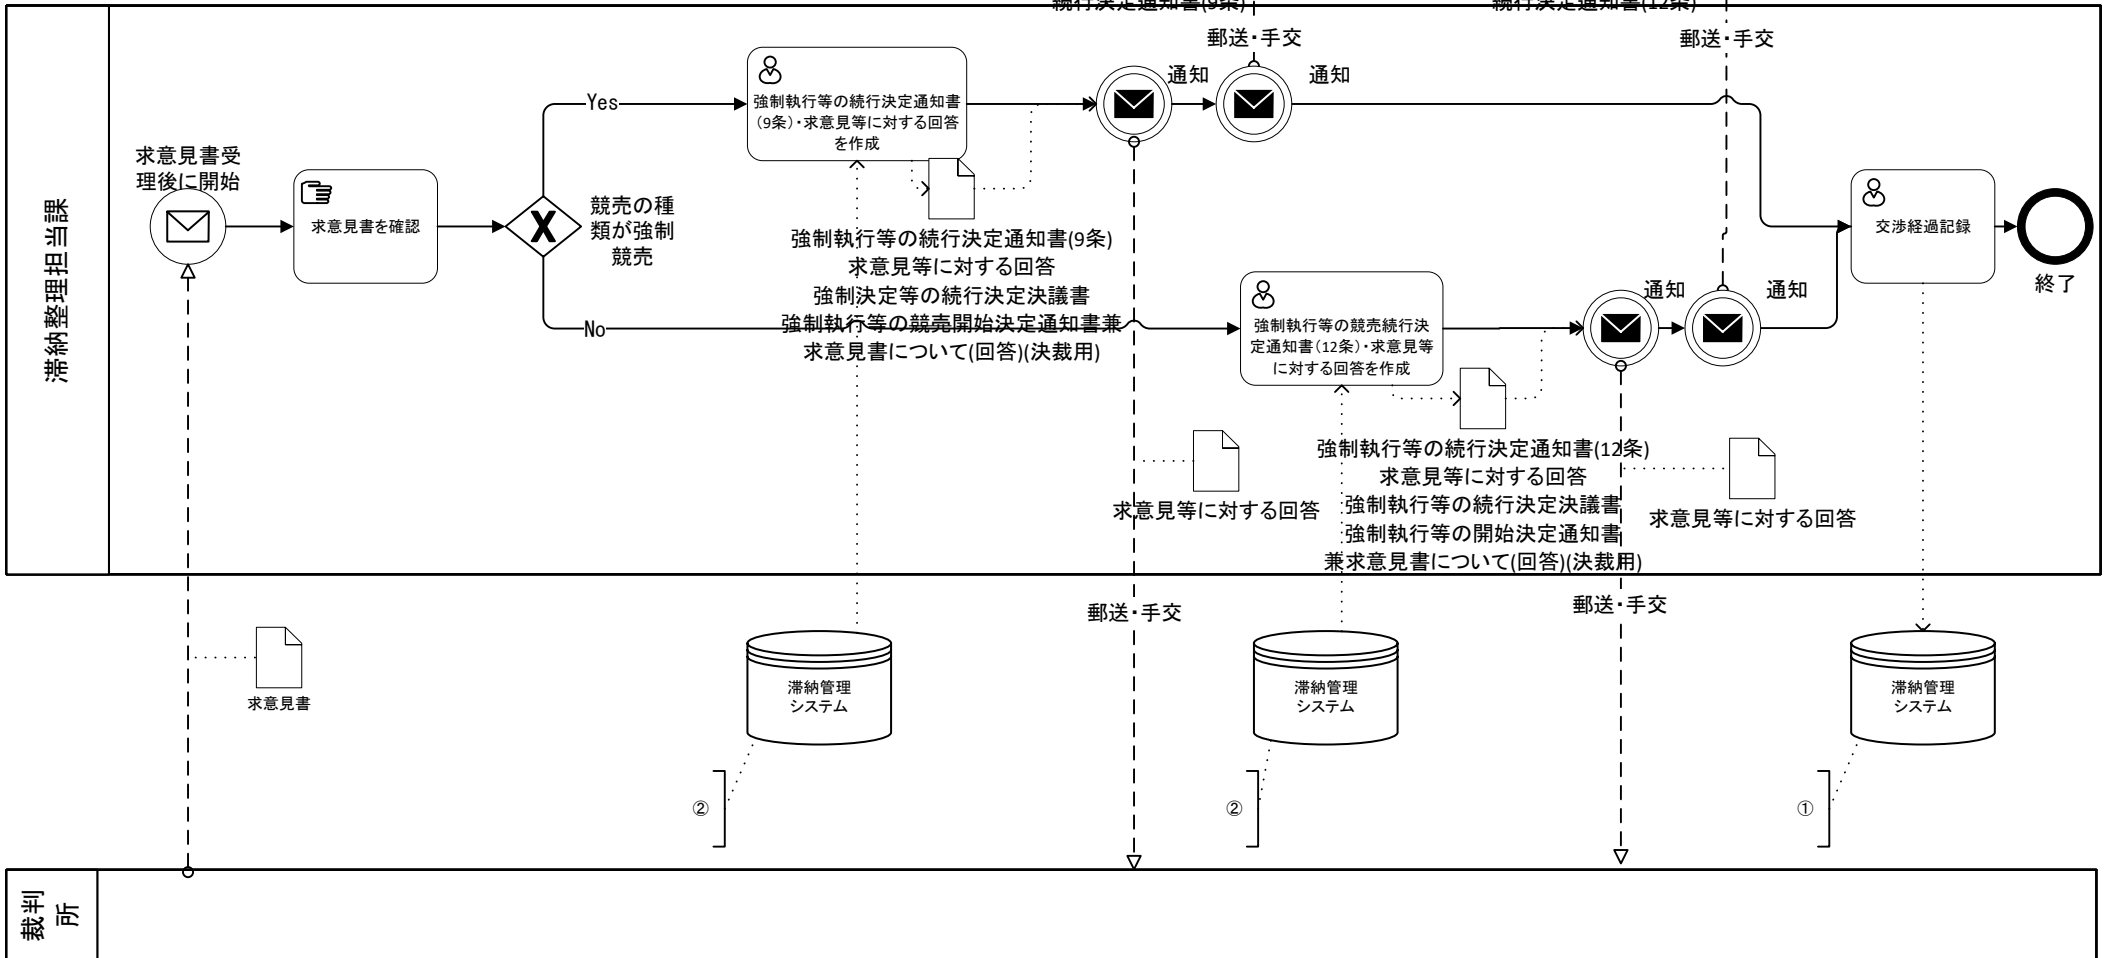 続行決定通知書(9条)
続行決定通知書(12条)
郵送・手交
郵送・手交
滞納整理担当課
求意見書受
理後に開始
求意見書を確認
競売の種
類が強制
競売
Yes
No
強制執行等の続行決定通知書
(9条)・求意見等に対する回答
を作成
通知
通知
強制執行等の続行決定通知書(9条)
求意見等に対する回答
強制決定等の続行決定決議書
強制執行等の競売開始決定通知書兼
求意見書について(回答)(決裁用)
強制執行等の競売続行決
定通知書(12条)・求意見等
に対する回答を作成
通知
通知
交渉経過記録
終了
求意見等に対する回答
強制執行等の続行決定通知書(12条)
求意見等に対する回答
強制執行等の続行決定決議書
強制執行等の開始決定通知書
兼求意見書について(回答)(決裁用)
求意見等に対する回答
郵送・手交
郵送・手交
求意見書
滞納管理
システム
滞納管理
システム
滞納管理
システム
②
②
①
裁判
所